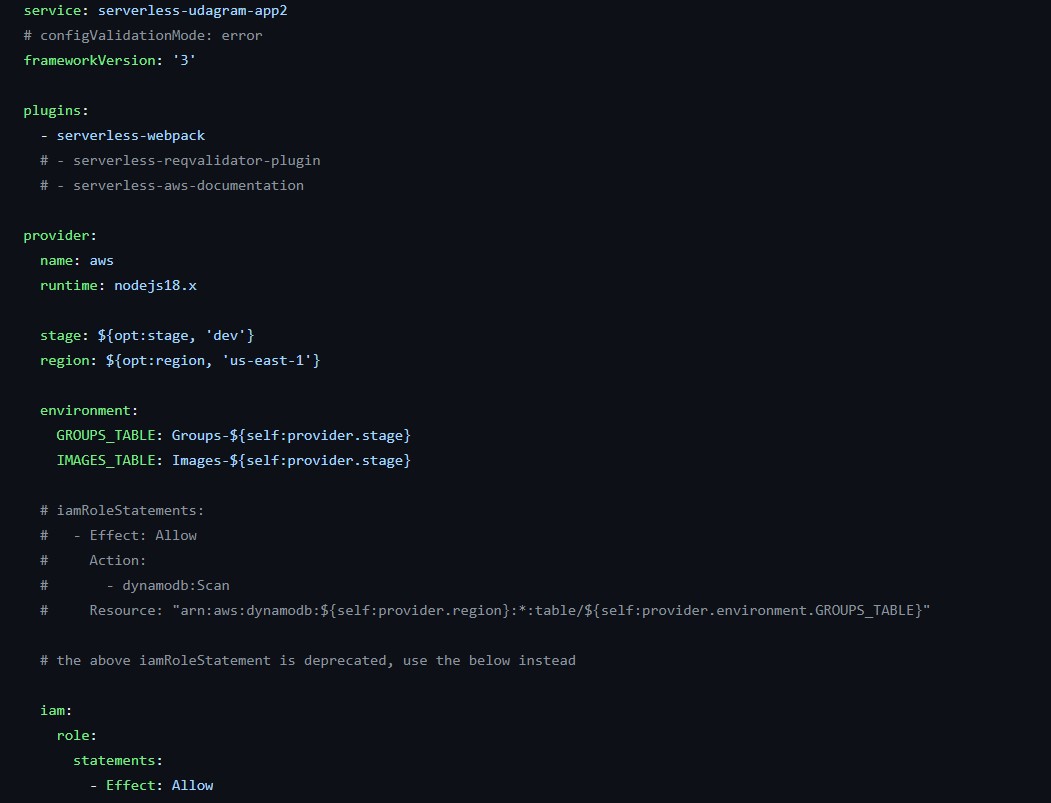 service: serverless-udagram-app2
# configValidationMode: error
frameworkVersion: '3'
plugins:
  - serverless-webpack
  # - serverless-reqvalidator-plugin
  # - serverless-aws-documentation
provider:
  name: aws
  runtime: nodejs18.x
  stage: ${opt:stage, 'dev'}
  region: ${opt:region, 'us-east-1'}
  environment:
    GROUPS_TABLE: Groups-${self:provider.stage}
    IMAGES_TABLE: Images-${self:provider.stage}
  # iamRoleStatements:
  #   - Effect: Allow
  #     Action:
  #       - dynamodb:Scan
  #     Resource: "arn:aws:dynamodb:${self:provider.region}:*:table/${self:provider.environment.GROUPS_TABLE}"
  # the above iamRoleStatement is deprecated, use the below instead
  iam:
    role:
      statements:
        - Effect: Allow